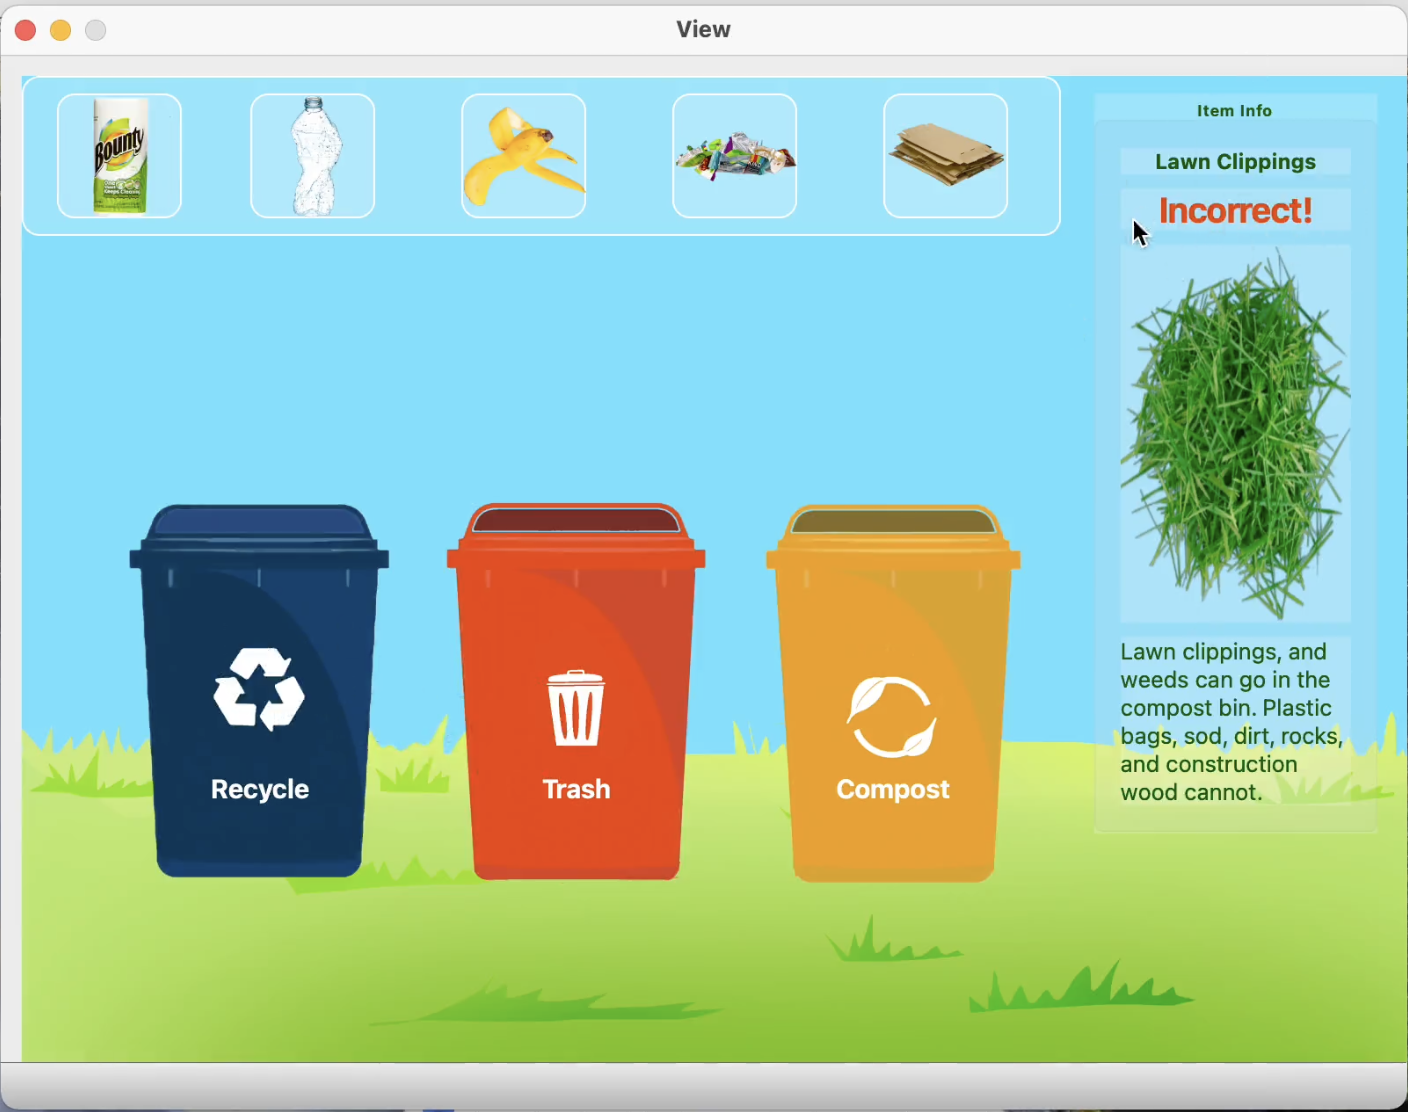 View
Bounty
Item Info
Lawn Clippings
Incorrect!
Lawn clippings, and
weeds can go in the
compost bin. Plastic
bags, sod, dirt, rocks,
and construction
wood cannot.
Recycle
Trash
Compost